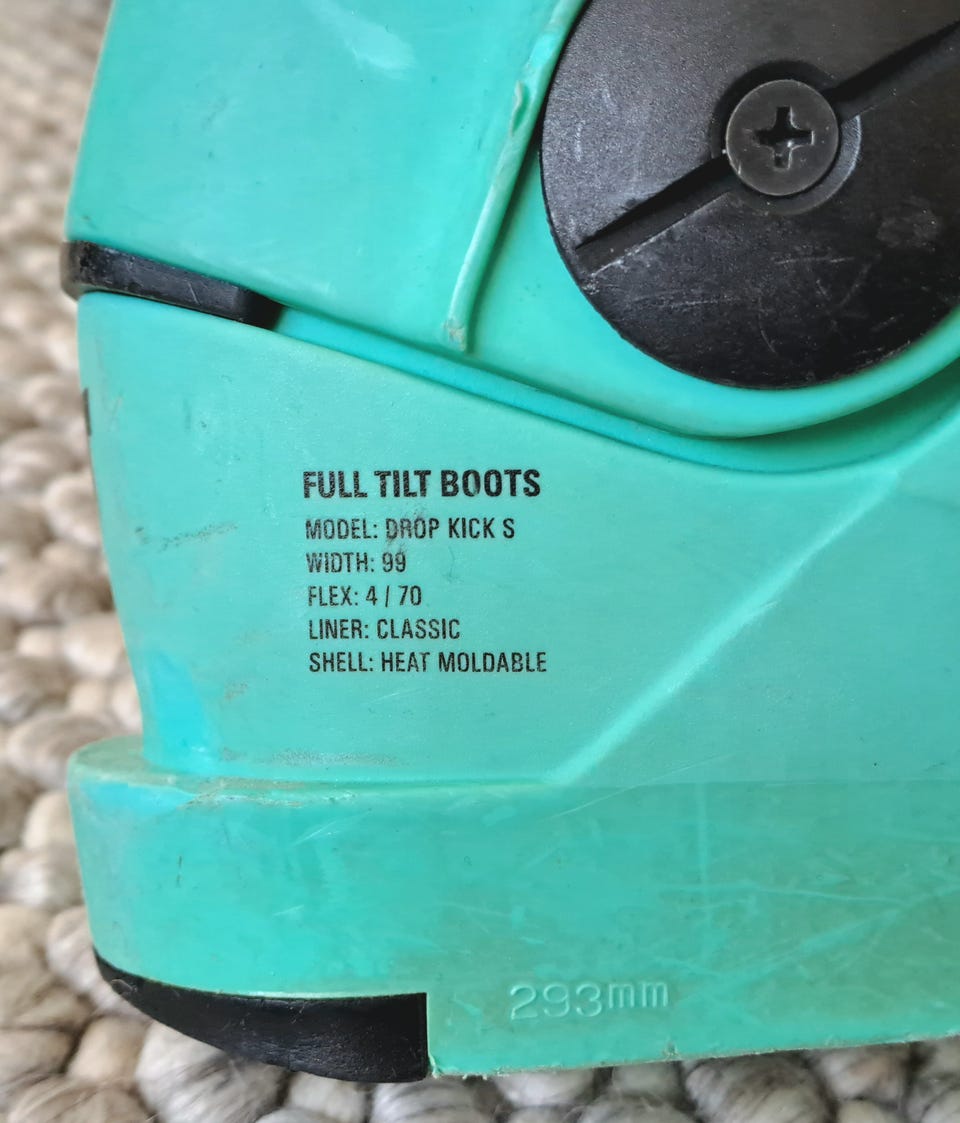 FULL TILT BOOTS
MODEL: DROP KICK S
WIDTH: 99
FLEX: 4 / 70
LINER: CLASSIC
SHELL: HEAT MOLDABLE
293mm